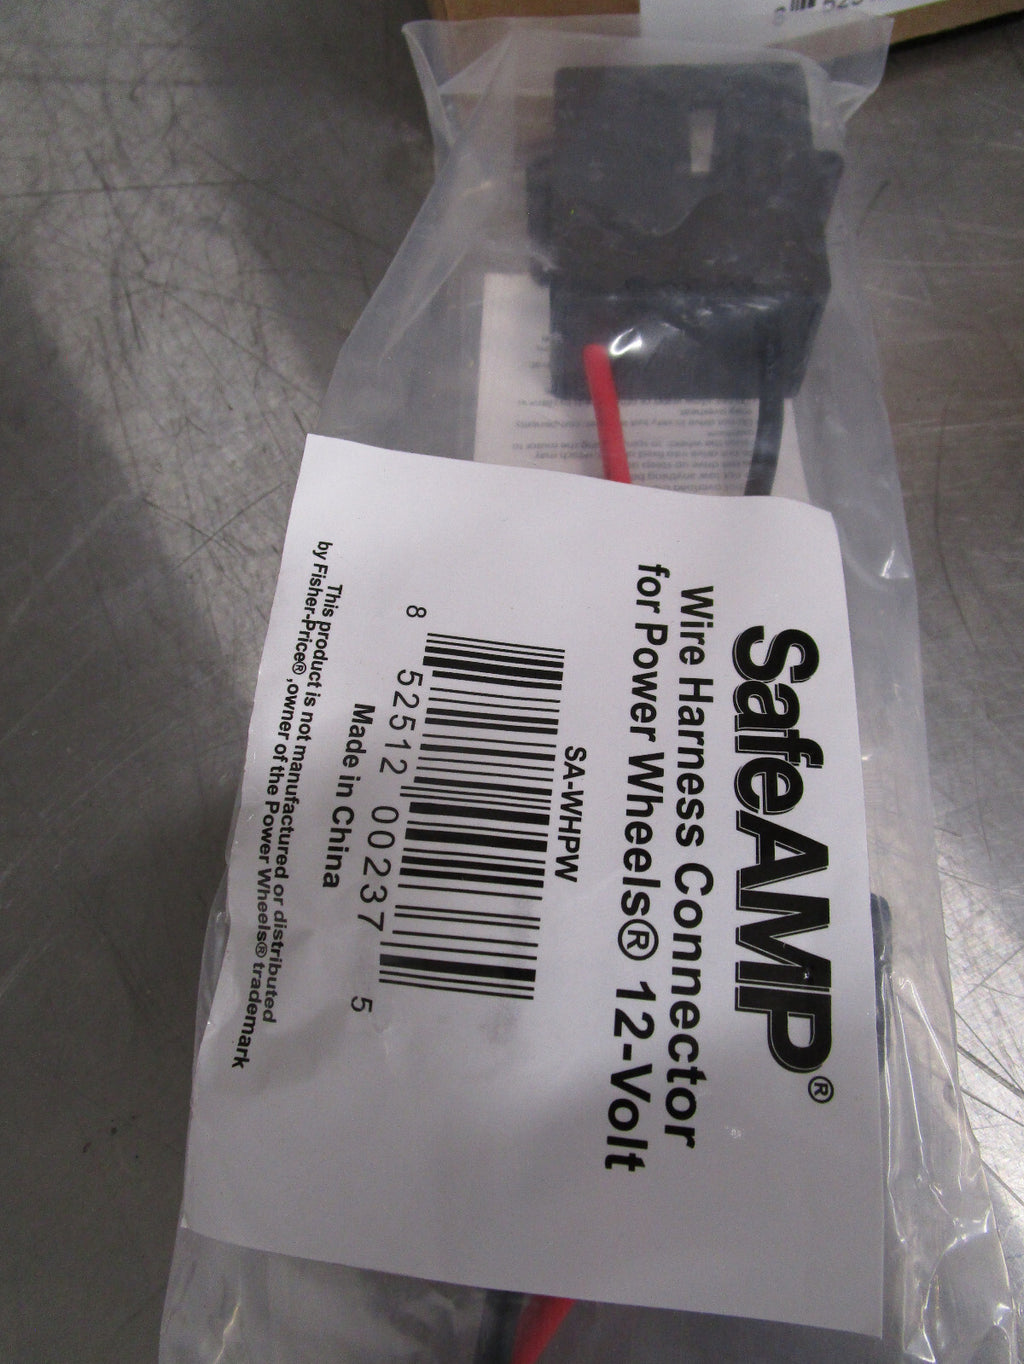 SafeAMP®
Wire Harness Connector
for Power Wheels® 12-Volt
SA-WHPW
8 52512 00237 5
Made in China
This product is not manufactured or distributed
by Fisher-Price® ,owner of the Power Wheels® trademark